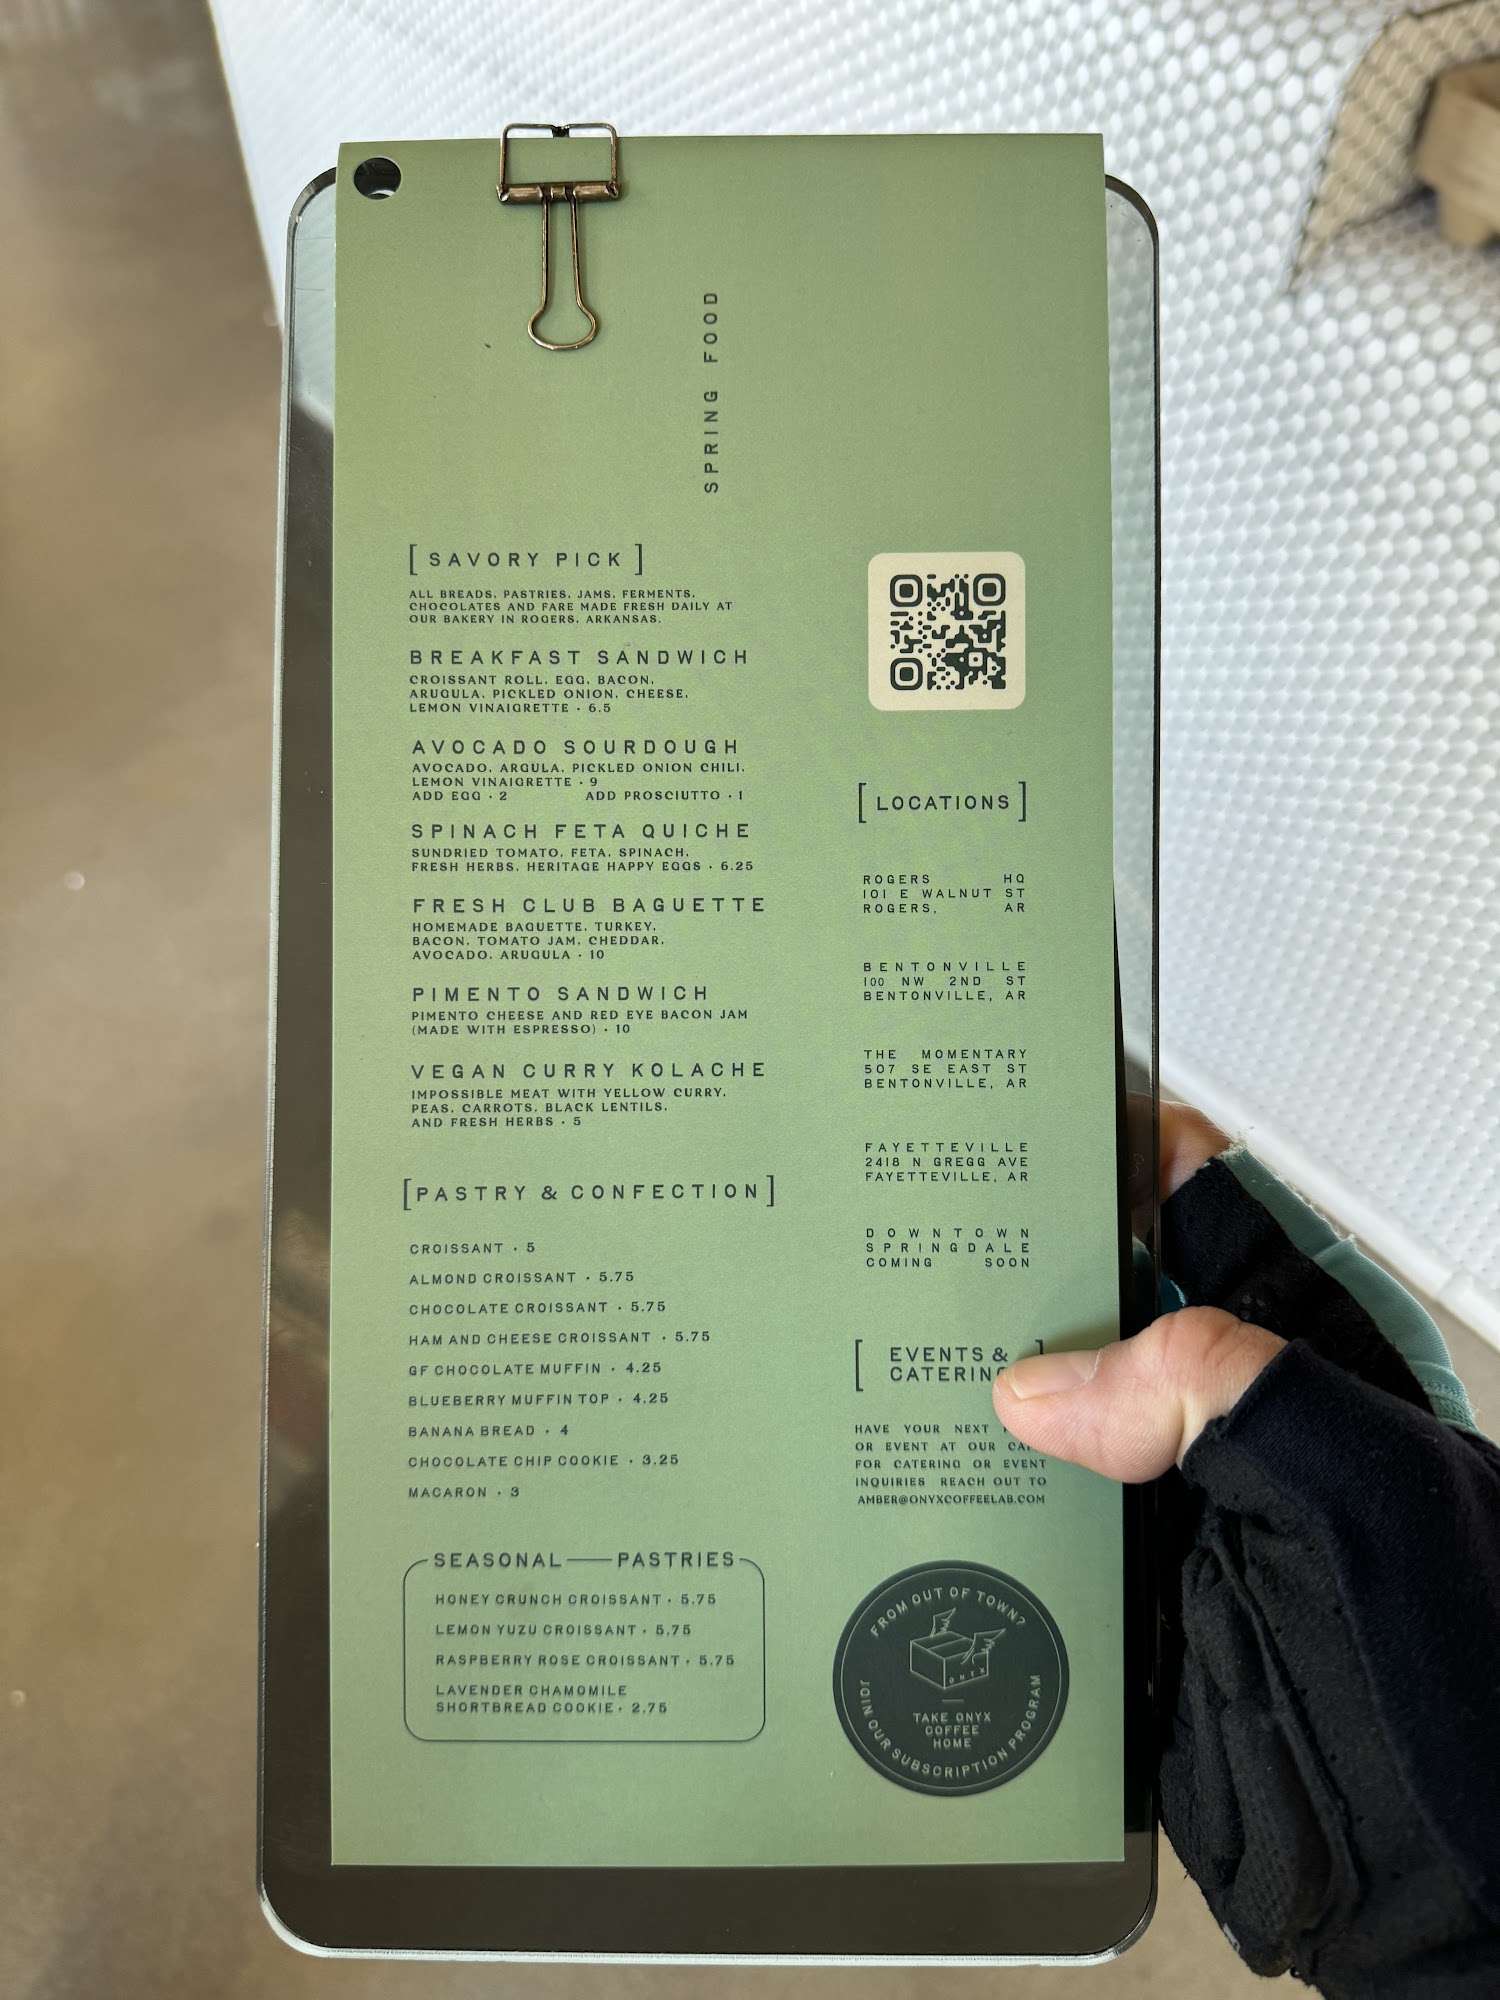 SPRING FOOD
[ SAVORY PICK ]
ALL BREADS, PASTRIES, JAMS, FERMENTS,
CHOCOLATES AND FARE MADE FRESH DAILY AT
OUR BAKERY IN ROGERS, ARKANSAS.
BREAKFAST SANDWICH
CROISSANT ROLL, EGG, BACON,
ARUGULA, PICKLED ONION, CHEESE,
LEMON VINAIGRETTE • 6.5
AVOCADO SOURDOUGH
AVOCADO, ARGULA, PICKLED ONION CHILI,
LEMON VINAIGRETTE • 9
ADD EGG • 2 ADD PROSCIUTTO • 1
SPINACH FETA QUICHE
SUNDRIED TOMATO, FETA, SPINACH,
FRESH HERBS, HERITAGE HAPPY EGGS • 6.25
FRESH CLUB BAGUETTE
HOMEMADE BAGUETTE, TURKEY,
BACON, TOMATO JAM, CHEDDAR,
AVOCADO, ARUGULA • 10
PIMENTO SANDWICH
PIMENTO CHEESE AND RED EYE BACON JAM
(MADE WITH ESPRESSO) • 10
VEGAN CURRY KOLACHE
IMPOSSIBLE MEAT WITH YELLOW CURRY,
PEAS, CARROTS, BLACK LENTILS,
AND FRESH HERBS • 5
[PASTRY & CONFECTION]
CROISSANT • 5
ALMOND CROISSANT • 5.75
CHOCOLATE CROISSANT • 5.75
HAM AND CHEESE CROISSANT • 5.75
GF CHOCOLATE MUFFIN • 4.25
BLUEBERRY MUFFIN TOP • 4.25
BANANA BREAD • 4
CHOCOLATE CHIP COOKIE • 3.25
MACARON • 3
SEASONAL PASTRIES
HONEY CRUNCH CROISSANT • 5.75
LEMON YUZU CROISSANT • 5.75
RASPBERRY ROSE CROISSANT • 5.75
LAVENDER CHAMOMILE
SHORTBREAD COOKIE • 2.75
[ LOCATIONS ]
ROGERS HQ
101 E WALNUT ST
ROGERS, AR
BENTONVILLE
100 NW 2ND ST
BENTONVILLE, AR
THE MOMENTARY
507 SE EAST ST
BENTONVILLE, AR
FAYETTEVILLE
2418 N GREGG AVE
FAYETTEVILLE, AR
DOWNTOWN
SPRINGDALE
COMING SOON
[ EVENTS & ]
CATERING
HAVE YOUR NEXT
OR EVENT AT OUR
FOR CATERING OR EVENT
INQUIRIES REACH OUT TO
AMBER@ONYXCOFFEELAB.COM
FROM OUT OF TOWN?
ONYX
TAKE ONYX
COFFEE
HOME
JOIN OUR SUBSCRIPTION PROGRAM